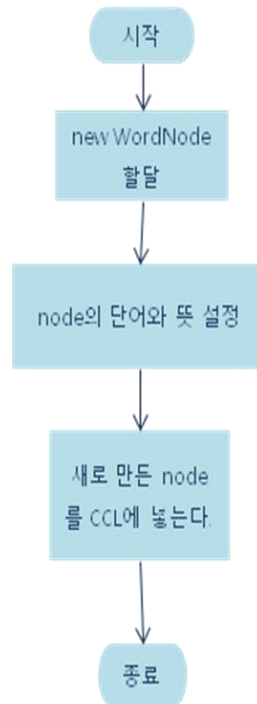 시작
new WordNode
할달
node의 단어와 뜻 설정
새로 만든 node
를 CCL에 넣는다.
종료